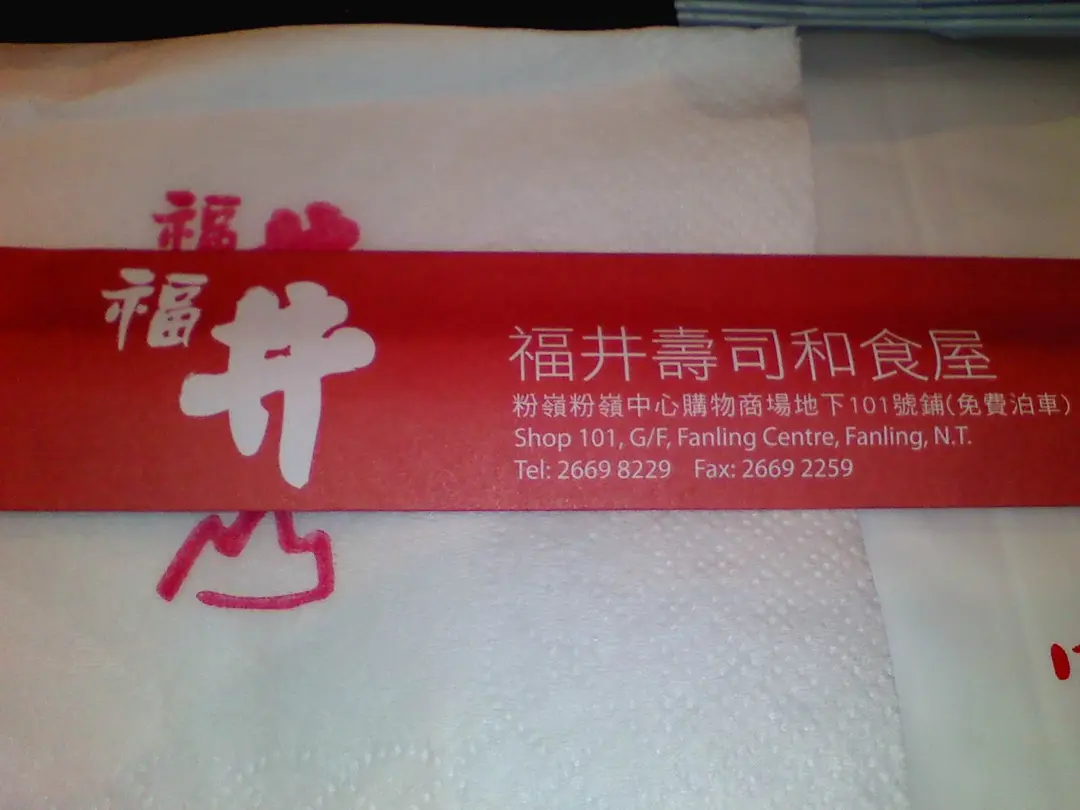 福
福井
福井壽司和食屋
粉嶺粉嶺中心購物商場地下101號鋪(免費泊車)
Shop 101, G/F, Fanling Centre, Fanling, N.T.
Tel: 2669 8229 Fax: 2669 2259